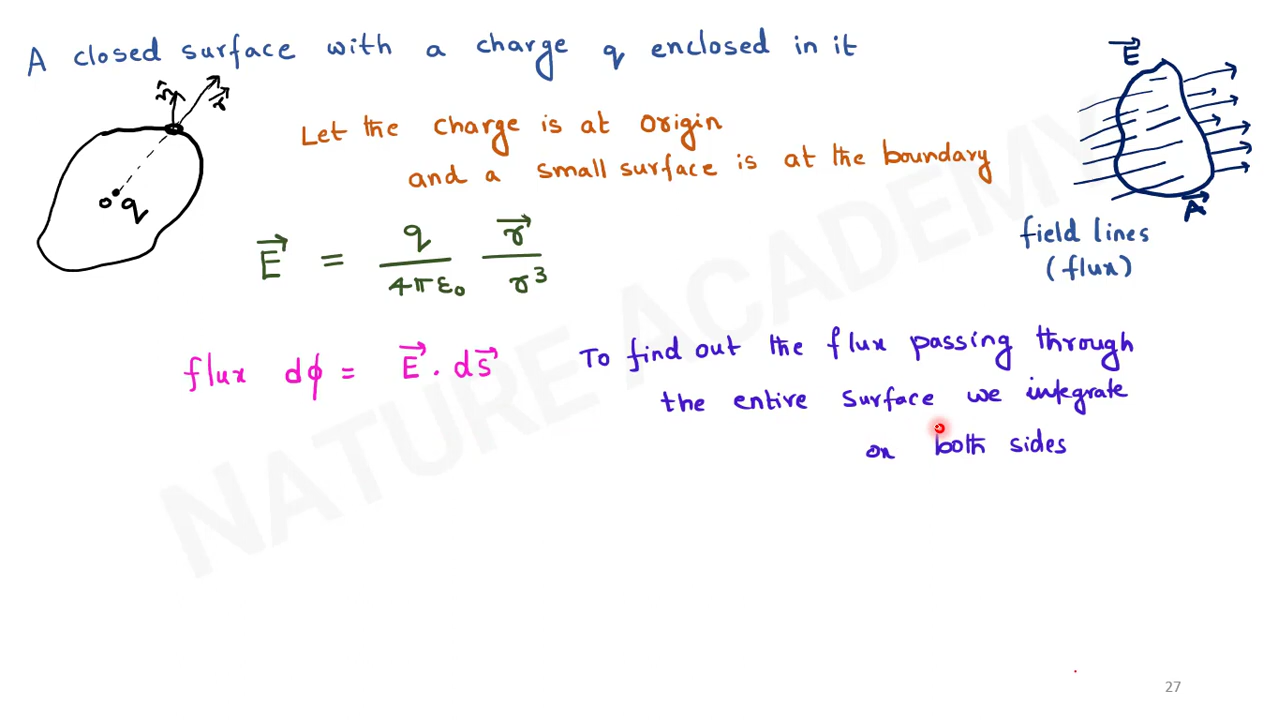 A closed surface with a charge q enclosed in it
n̂
r⃗
Let the charge is at origin
and a small surface is at the boundary
O q
E⃗
A⃗
field lines
(flux)
E⃗ = q/4πε₀ r⃗/r³
flux dϕ = E⃗ . ds⃗
To find out the flux passing through
the entire surface we integrate
on both sides
NATURE ACADEMY
27